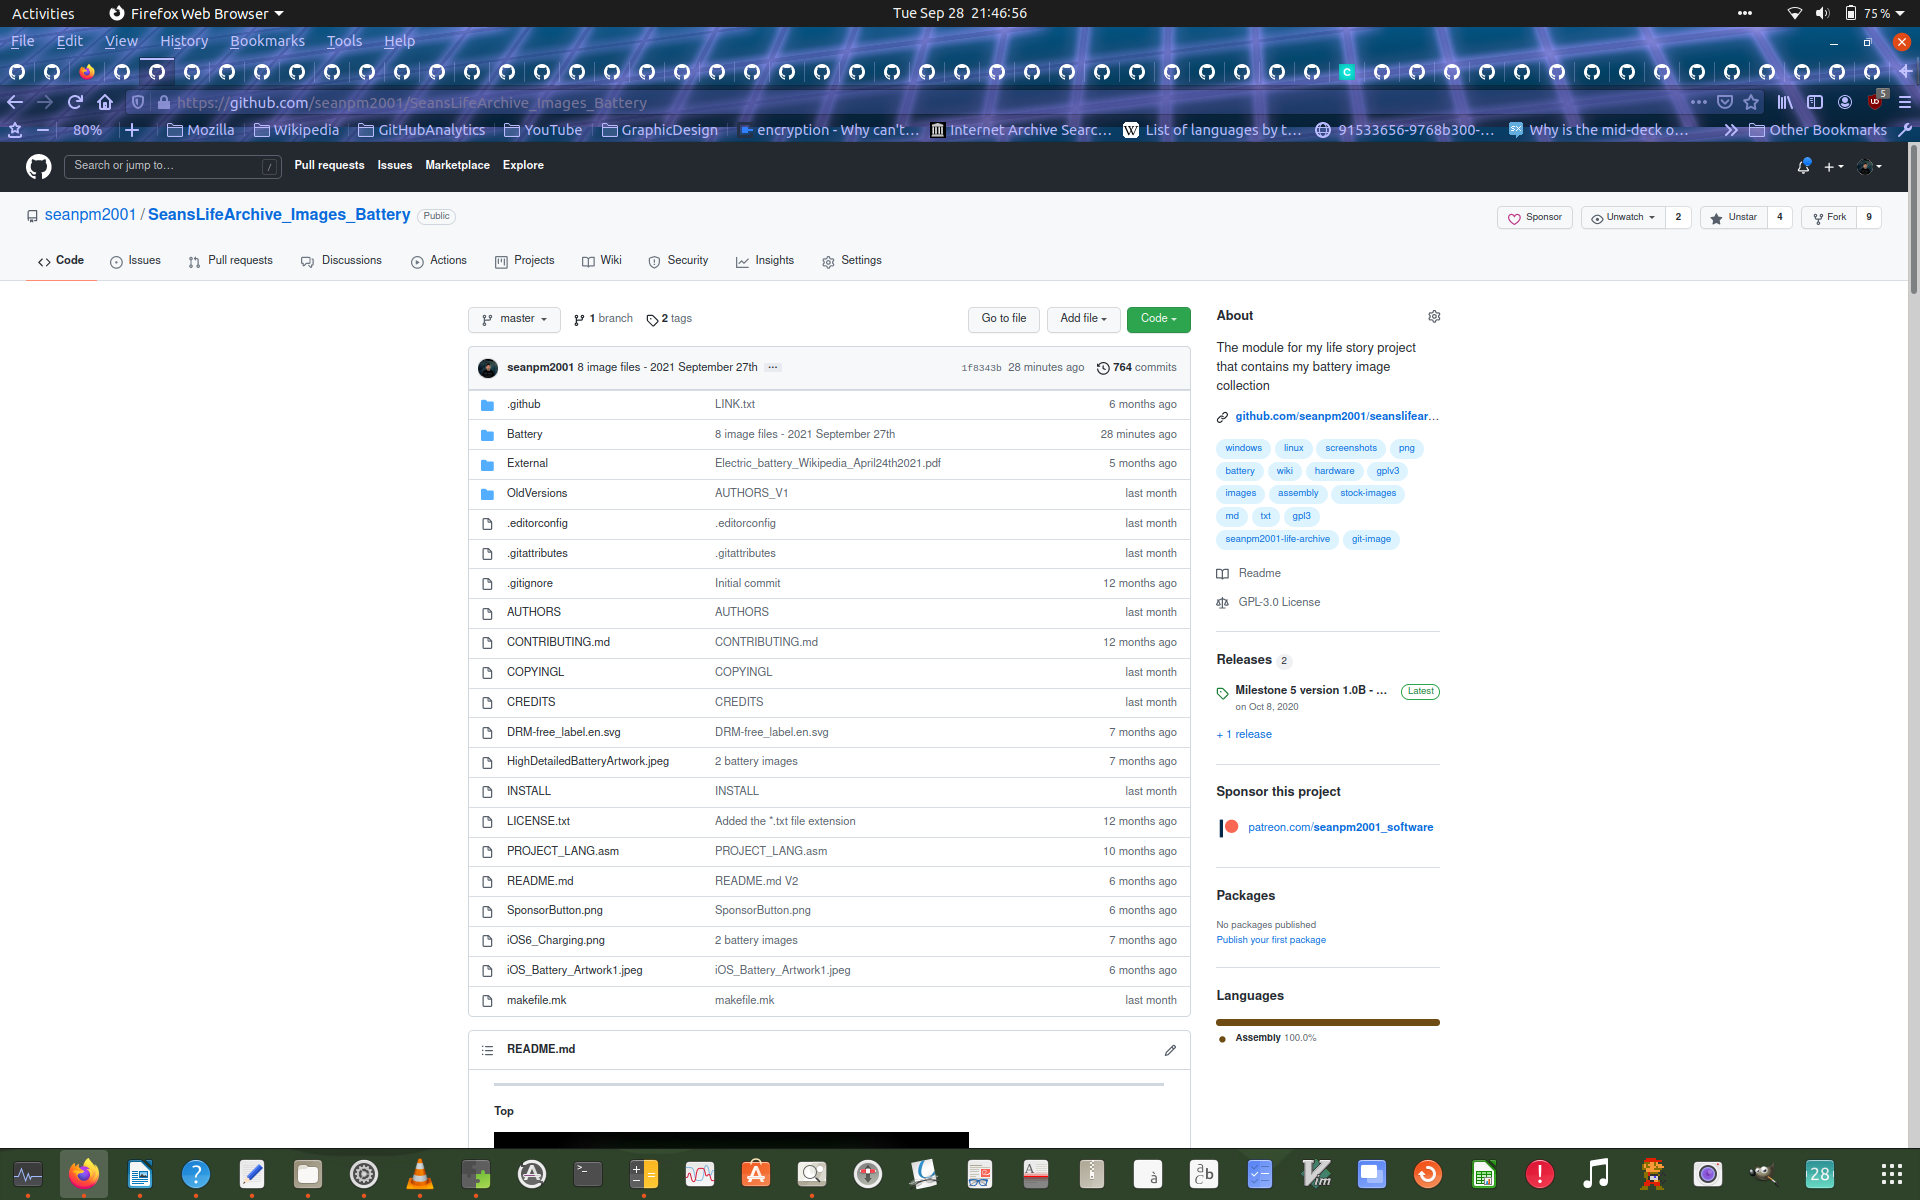 Activities Firefox Web Browser Tue Sep 28 21:46:56 75 %
File Edit View History Bookmarks Tools Help
https://github.com/seanpm2001/SeansLifeArchive_Images_Battery 5
80% Mozilla Wikipedia GitHubAnalytics YouTube GraphicDesign encryption - Why can't… Internet Archive Searc… List of languages by t… 91533656-9768b300-… Why is the mid-deck o… Other Bookmarks
Search or jump to… / Pull requests Issues Marketplace Explore
seanpm2001 / SeansLifeArchive_Images_Battery Public Sponsor Unwatch 2 Unstar 4 Fork 9
Code Issues Pull requests Discussions Actions Projects Wiki Security Insights Settings
master 1 branch 2 tags Go to file Add file Code
seanpm2001 8 image files - 2021 September 27th … 1f8343b 28 minutes ago 764 commits
.github LINK.txt 6 months ago
Battery 8 image files - 2021 September 27th 28 minutes ago
External Electric_battery_Wikipedia_April24th2021.pdf 5 months ago
OldVersions AUTHORS_V1 last month
.editorconfig .editorconfig last month
.gitattributes .gitattributes last month
.gitignore Initial commit 12 months ago
AUTHORS AUTHORS last month
CONTRIBUTING.md CONTRIBUTING.md 12 months ago
COPYINGL COPYINGL last month
CREDITS CREDITS last month
DRM-free_label.en.svg DRM-free_label.en.svg 7 months ago
HighDetailedBatteryArtwork.jpeg 2 battery images 7 months ago
INSTALL INSTALL last month
LICENSE.txt Added the *.txt file extension 12 months ago
PROJECT_LANG.asm PROJECT_LANG.asm 10 months ago
README.md README.md V2 6 months ago
SponsorButton.png SponsorButton.png 6 months ago
iOS6_Charging.png 2 battery images 7 months ago
iOS_Battery_Artwork1.jpeg iOS_Battery_Artwork1.jpeg 6 months ago
makefile.mk makefile.mk last month
README.md
Top
About
The module for my life story project
that contains my battery image
collection
github.com/seanpm2001/seanslifear…
windows linux screenshots png
battery wiki hardware gplv3
images assembly stock-images
md txt gpl3
seanpm2001-life-archive git-image
Readme
GPL-3.0 License
Releases 2
Milestone 5 version 1.0B - … Latest
on Oct 8, 2020
+ 1 release
Sponsor this project
patreon.com/seanpm2001_software
Packages
No packages published
Publish your first package
Languages
Assembly 100.0%
28